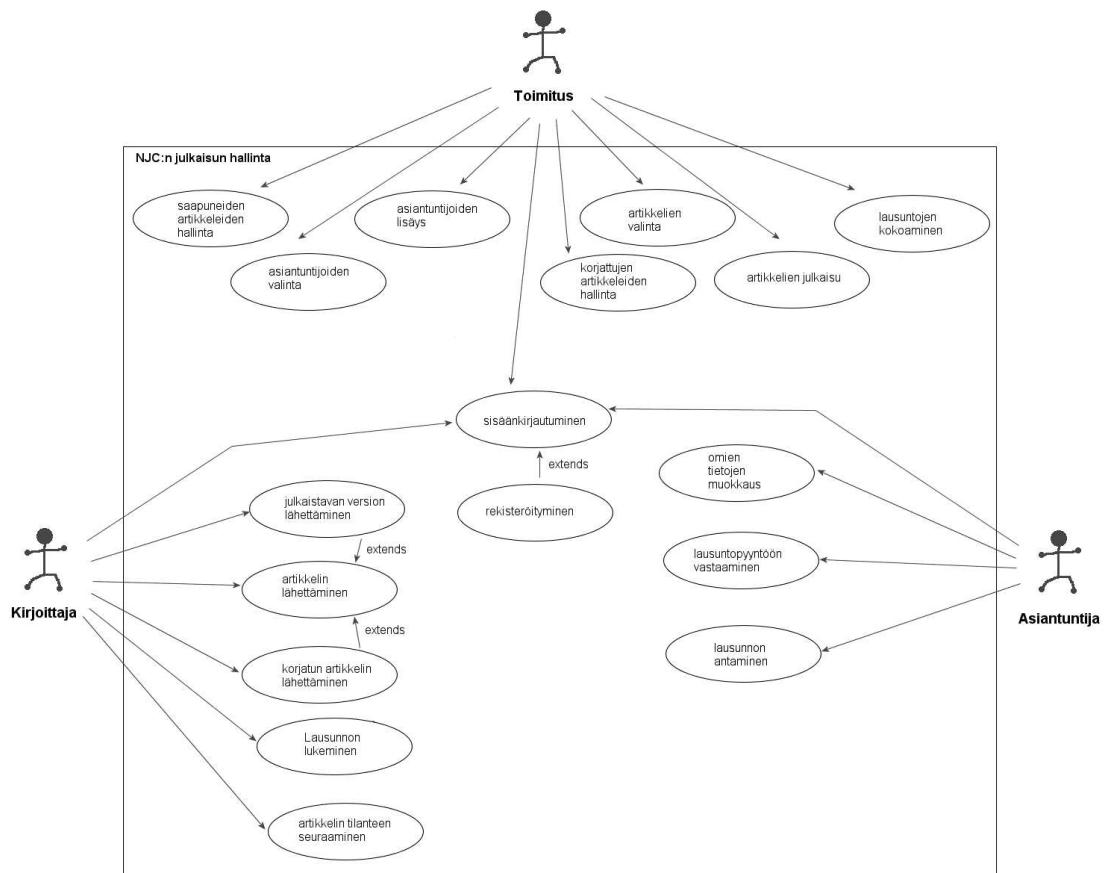 Toimitus
NJC:n julkaisun hallinta
saapuneiden
artikkeleiden
hallinta
asiantuntijoiden
lisäys
artikkelien
valinta
lausuntojen
kokoaminen
asiantuntijoiden
valinta
korjattujen
artikkeleiden
hallinta
artikkelien julkaisu
sisäänkirjautuminen
extends
rekisteröityminen
omien
tietojen
muokkaus
julkaistavan version
lähettäminen
extends
artikkelin
lähettäminen
extends
korjatun artikkelin
lähettäminen
Lausunnon
lukeminen
artikkelin tilanteen
seuraaminen
lausuntopyyntöön
vastaaminen
lausunnon
antaminen
Kirjoittaja
Asiantuntija